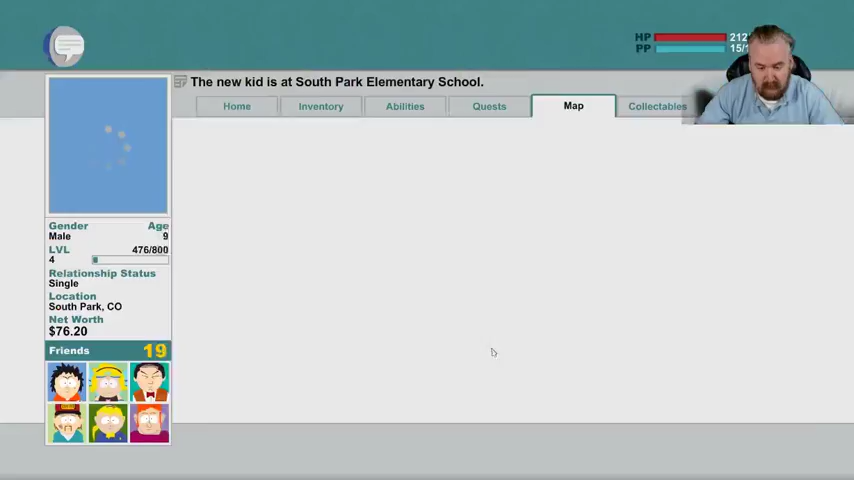 HP 212
PP 15/1
The new kid is at South Park Elementary School.
Home Inventory Abilities Quests Map Collectables
Gender Age
Male 9
LVL 476/800
4
Relationship Status
Single
Location
South Park, CO
Net Worth
$76.20
Friends 19